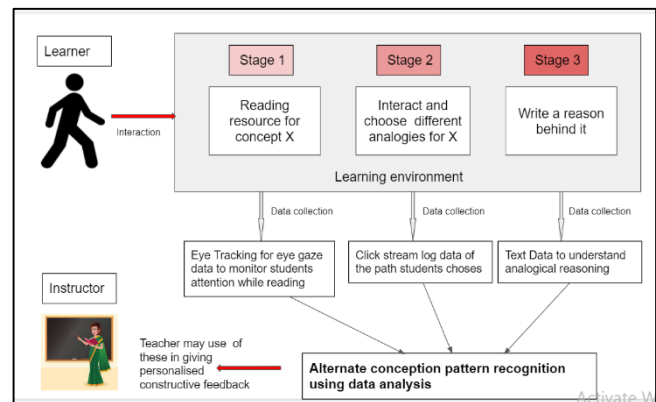 Learner
Stage 1
Stage 2
Stage 3
Interaction
Reading
resource for
concept X
Interact and
choose different
analogies for X
Write a reason
behind it
Learning environment
Data collection
Data collection
Data collection
Eye Tracking for eye gaze
data to monitor students
attention while reading
Click stream log data of
the path students choses
Text Data to understand
analogical reasoning
Instructor
Teacher may use of
these in giving
personalised
constructive feedback
Alternate conception pattern recognition
using data analysis
Activate W